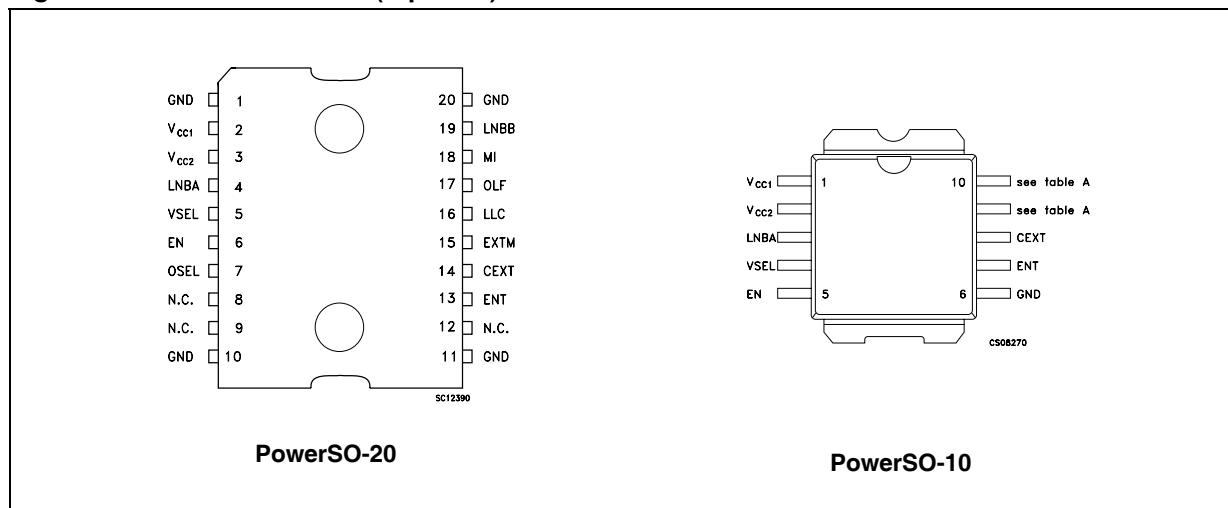 GND 1 20 GND
VCC1 2 19 LNBB
VCC2 3 18 MI
LNBA 4 17 OLF
VSEL 5 16 LLC
EN 6 15 EXTM
OSEL 7 14 CEXT
N.C. 8 13 ENT
N.C. 9 12 N.C.
GND 10 11 GND
SC12390
PowerSO-20
VCC1 1 10 see table A
VCC2 see table A
LNBA CEXT
VSEL ENT
EN 5 6 GND
CS08270
PowerSO-10